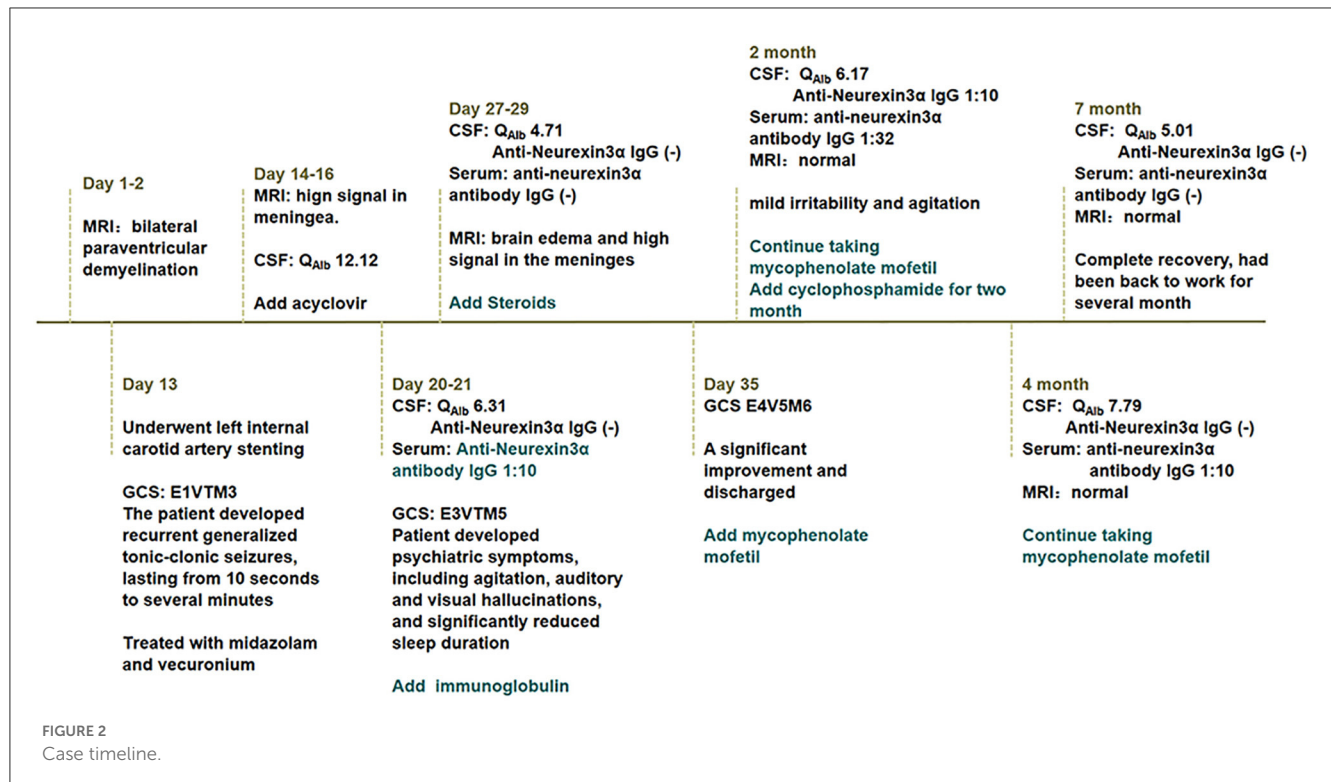 Day 1-2
MRI：bilateral
paraventricular
demyelination
Day 14-16
MRI: hign signal in
meningea.
CSF: QAlb 12.12
Add acyclovir
Day 27-29
CSF: QAlb 4.71
Anti-Neurexin3α IgG (-)
Serum: anti-neurexin3α
antibody IgG (-)
MRI: brain edema and high
signal in the meninges
Add Steroids
2 month
CSF: QAlb 6.17
Anti-Neurexin3α IgG 1:10
Serum: anti-neurexin3α
antibody IgG 1:32
MRI：normal
mild irritability and agitation
Continue taking
mycophenolate mofetil
Add cyclophosphamide for two
month
7 month
CSF: QAlb 5.01
Anti-Neurexin3α IgG (-)
Serum: anti-neurexin3α
antibody IgG (-)
MRI：normal
Complete recovery, had
been back to work for
several month
Day 13
Underwent left internal
carotid artery stenting
GCS: E1VTM3
The patient developed
recurrent generalized
tonic-clonic seizures,
lasting from 10 seconds
to several minutes
Treated with midazolam
and vecuronium
Day 20-21
CSF: QAlb 6.31
Anti-Neurexin3α IgG (-)
Serum: Anti-Neurexin3α
antibody IgG 1:10
GCS: E3VTM5
Patient developed
psychiatric symptoms,
including agitation, auditory
and visual hallucinations,
and significantly reduced
sleep duration
Add immunoglobulin
Day 35
GCS E4V5M6
A significant
improvement and
discharged
Add mycophenolate
mofetil
4 month
CSF: QAlb 7.79
Anti-Neurexin3α IgG (-)
Serum: anti-neurexin3α
antibody IgG 1:10
MRI：normal
Continue taking
mycophenolate mofetil
FIGURE 2
Case timeline.